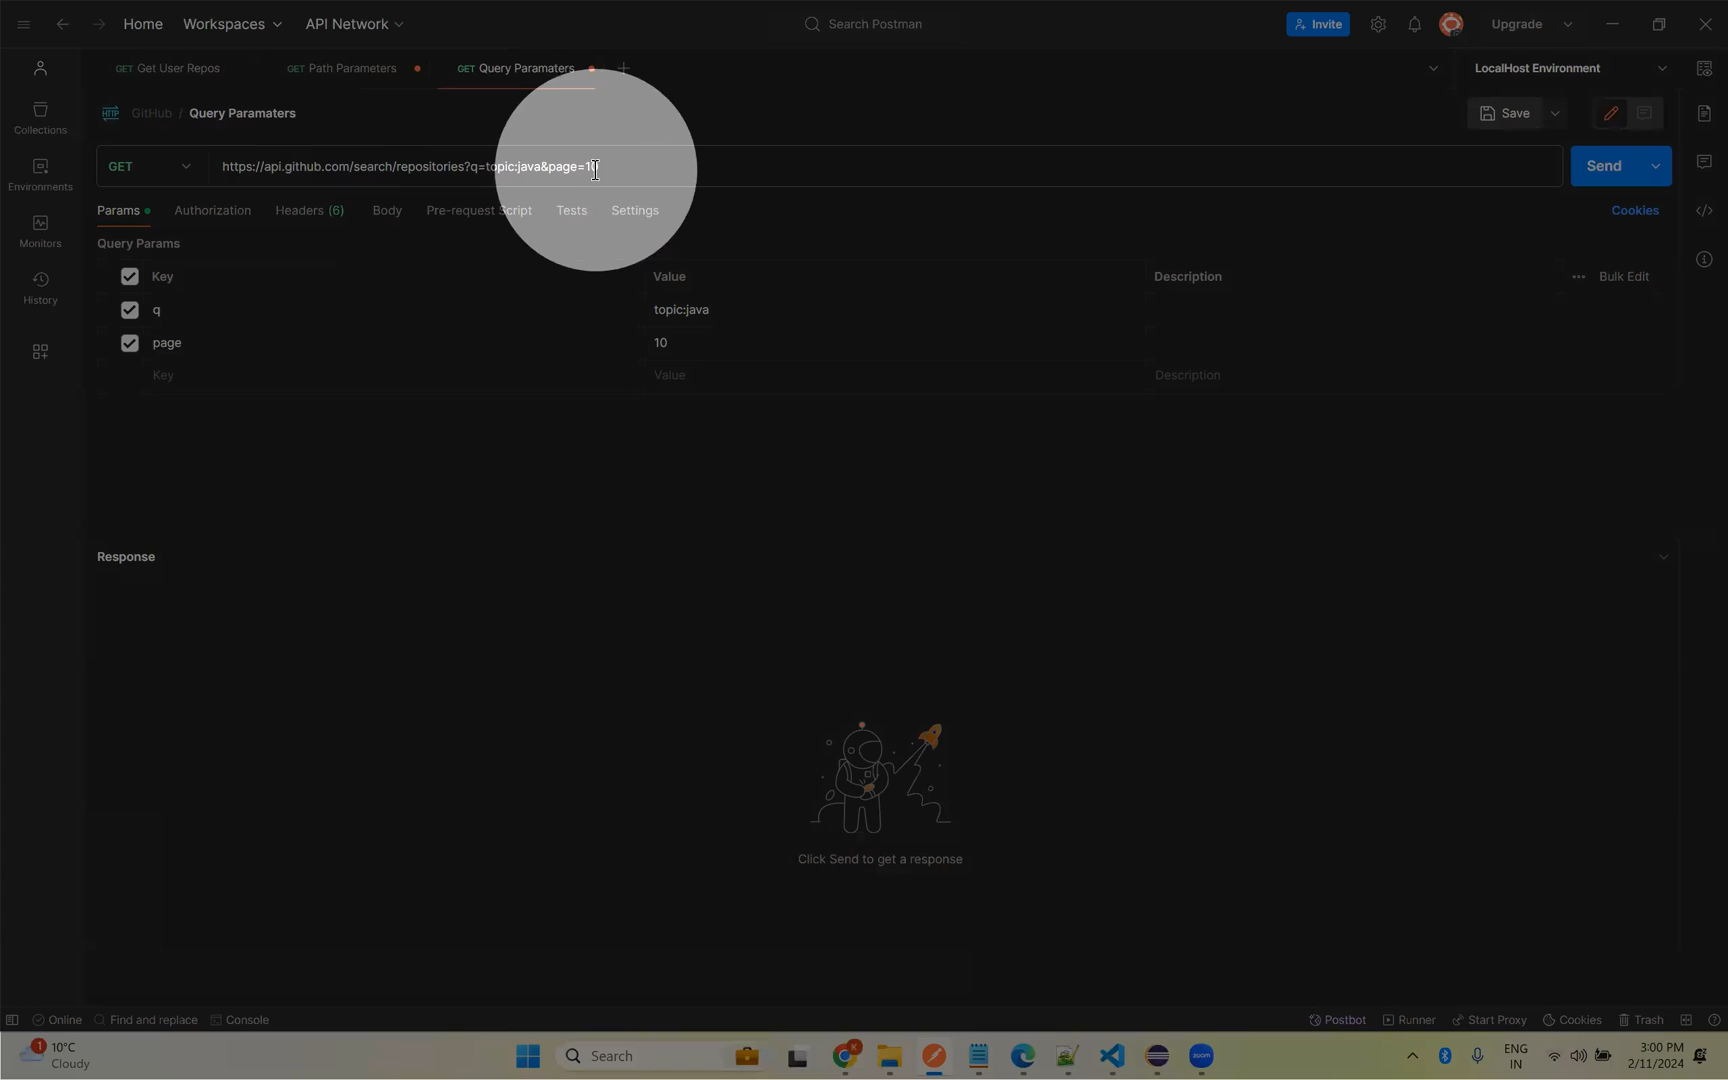 Home Workspaces API Network Search Postman Invite Upgrade
GET Get User Repos GET Path Parameters GET Query Paramaters LocalHost Environment
HTTP GitHub / Query Paramaters Save
Collections
GET https://api.github.com/search/repositories?q=topic:java&page=10 Send
Environments
Params Authorization Headers (6) Body Pre-request Script Tests Settings Cookies
Monitors
Query Params
Key Value Description Bulk Edit
History
q topic:java
page 10
Key Value Description
Response
Click Send to get a response
Online Find and replace Console Postbot Runner Start Proxy Cookies Trash
1 10°C Search zoom ENG 3:00 PM
Cloudy IN 2/11/2024